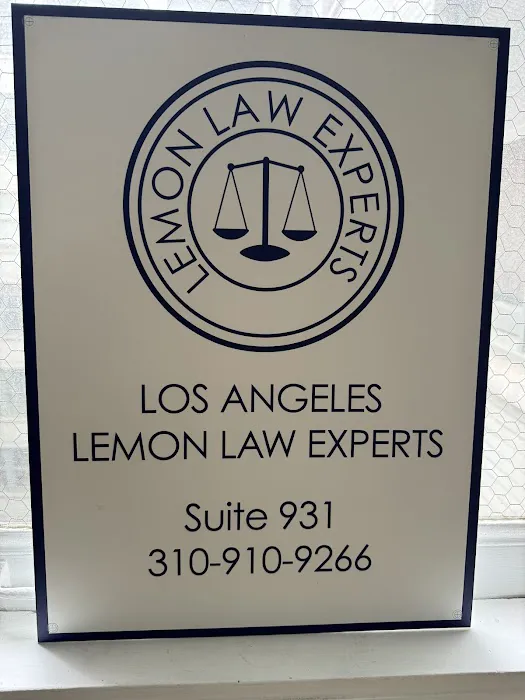 LEMON LAW EXPERTS
LOS ANGELES
LEMON LAW EXPERTS
Suite 931
310-910-9266